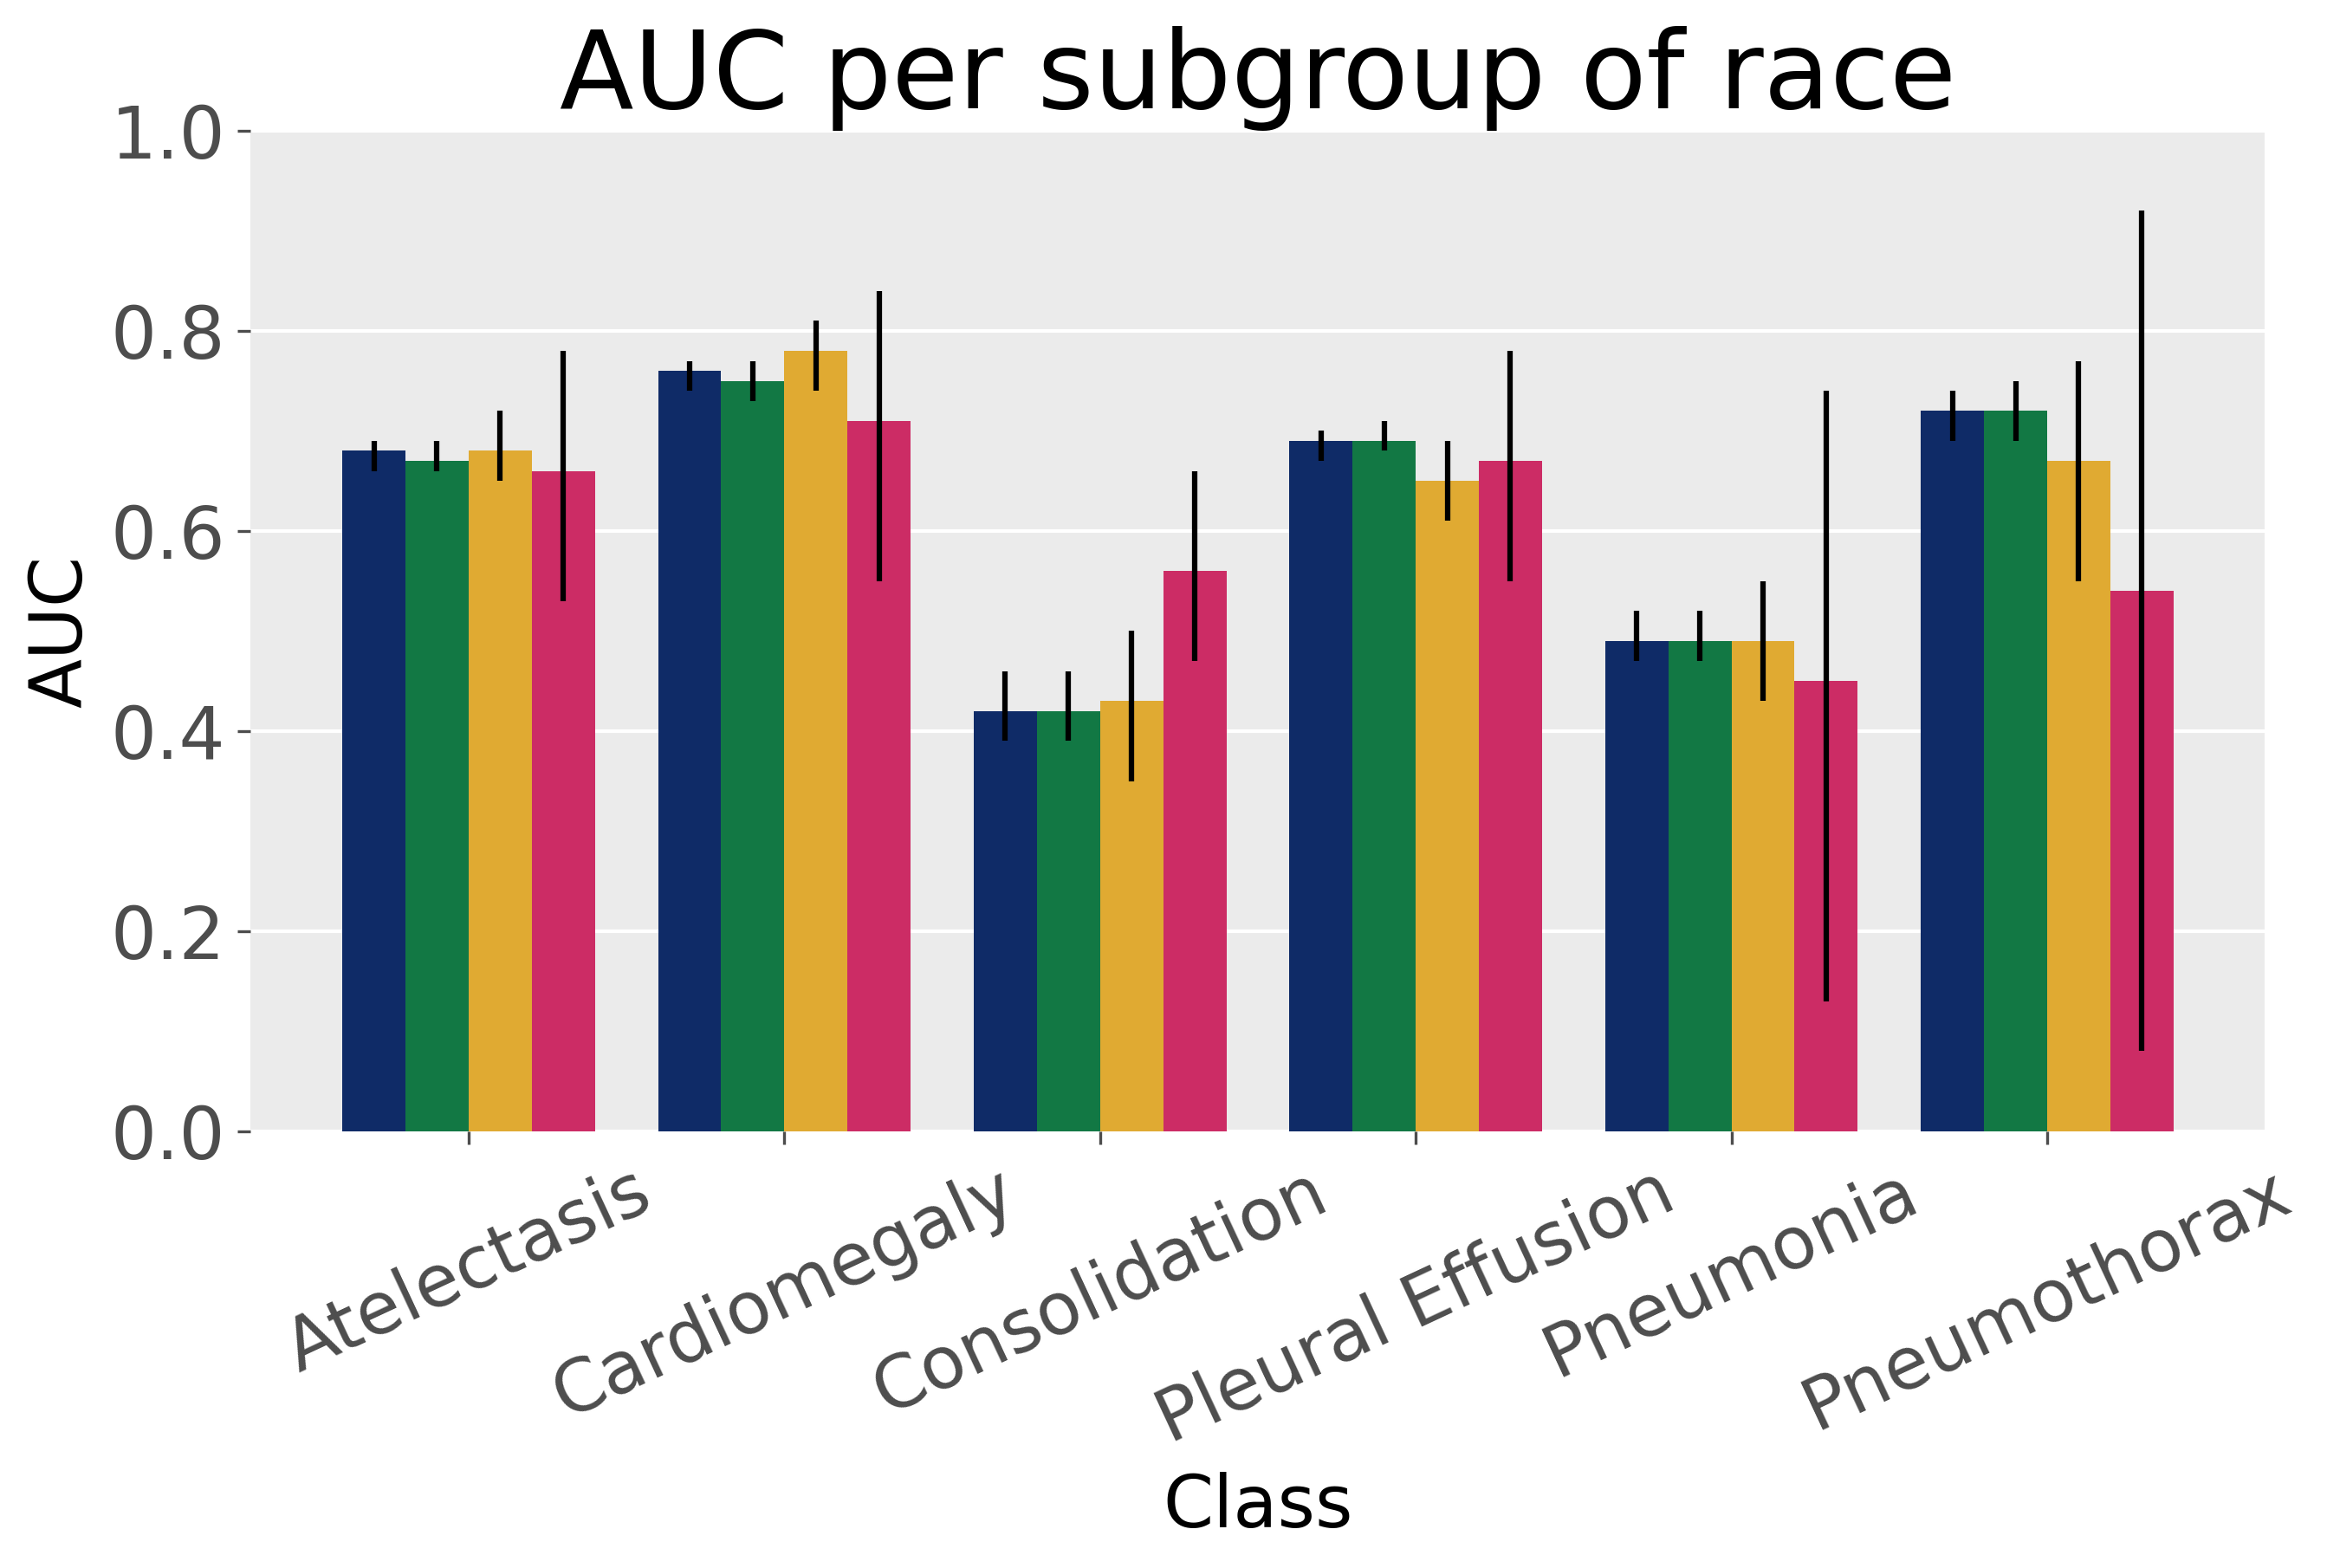 AUC per subgroup of race
1.0
0.8
0.6
0.4
0.2
0.0
AUC
Atelectasis
Cardiomegaly
Consolidation
Pleural Effusion
Pneumonia
Pneumothorax
Class